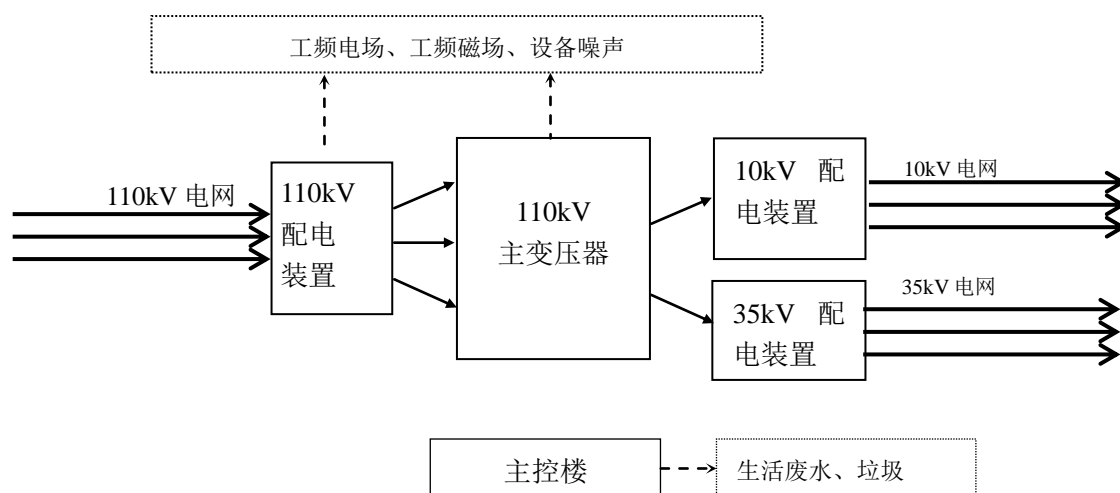 工频电场、工频磁场、设备噪声
110kV 电网
110kV
配电
装置
110kV
主变压器
10kV 配
电装置
10kV 电网
35kV 配
电装置
35kV 电网
主控楼
生活废水、垃圾